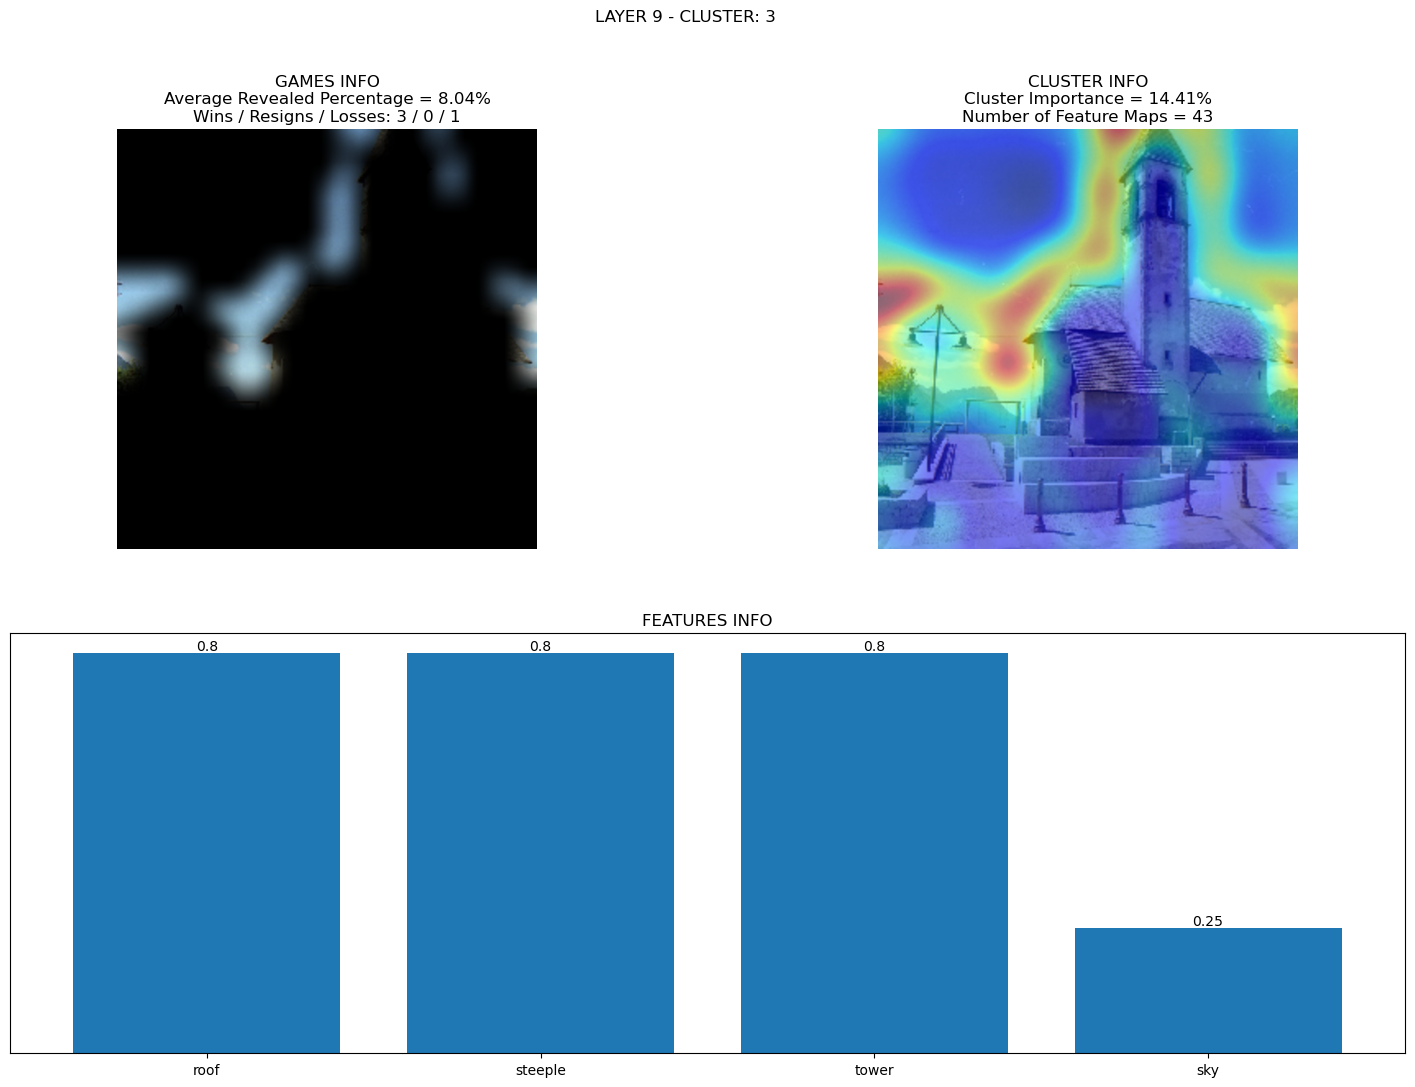 LAYER 9 - CLUSTER: 3
GAMES INFO
Average Revealed Percentage = 8.04%
Wins / Resigns / Losses: 3 / 0 / 1
CLUSTER INFO
Cluster Importance = 14.41%
Number of Feature Maps = 43
FEATURES INFO
0.8
0.8
0.8
0.25
roof
steeple
tower
sky